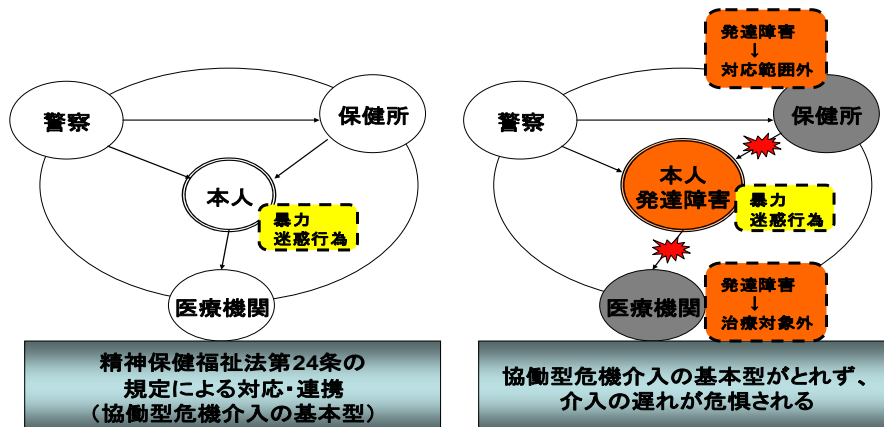 警察
保健所
本人
暴力
迷惑行為
医療機関
精神保健福祉法第24条の
規定による対応・連携
（協働型危機介入の基本型）
発達障害
↓
対応範囲外
警察
保健所
本人
発達障害
暴力
迷惑行為
医療機関
発達障害
↓
治療対象外
協働型危機介入の基本型がとれず、
介入の遅れが危惧される